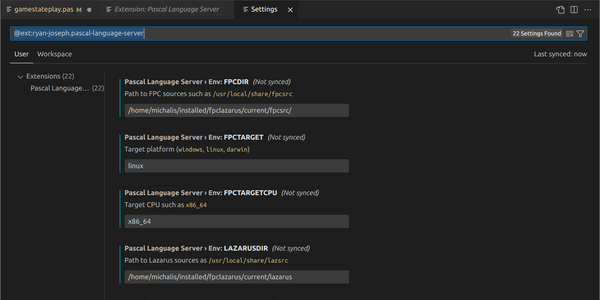 gamestateplay.pas
Extension: Pascal Language Server
Settings
@ext:ryan-joseph.pascal-language-server
22 Settings Found
User Workspace
Last synced: now
Extensions (22)
Pascal Language... (22)
Pascal Language Server › Env: FPCDIR (Not synced)
Path to FPC sources such as /usr/local/share/fpcsrc
/home/michalis/installed/fpclazarus/current/fpcsrc/
Pascal Language Server › Env: FPCTARGET (Not synced)
Target platform (windows, linux, darwin)
linux
Pascal Language Server › Env: FPCTARGETCPU (Not synced)
Target CPU such as x86_64
x86_64
Pascal Language Server › Env: LAZARUSDIR (Not synced)
Path to Lazarus sources as /usr/local/share/lazsrc
/home/michalis/installed/fpclazarus/current/lazarus